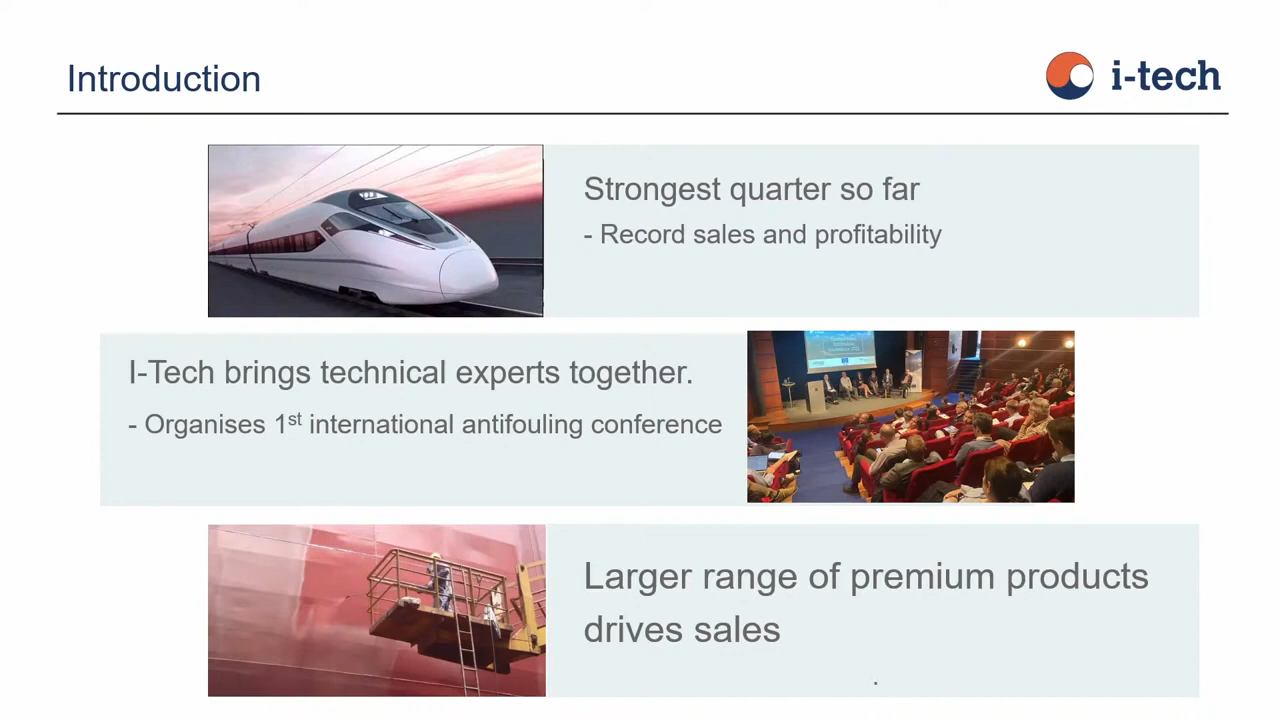 Introduction
i-tech
Strongest quarter so far
- Record sales and profitability
I-Tech brings technical experts together.
- Organises 1st international antifouling conference
Larger range of premium products
drives sales
.